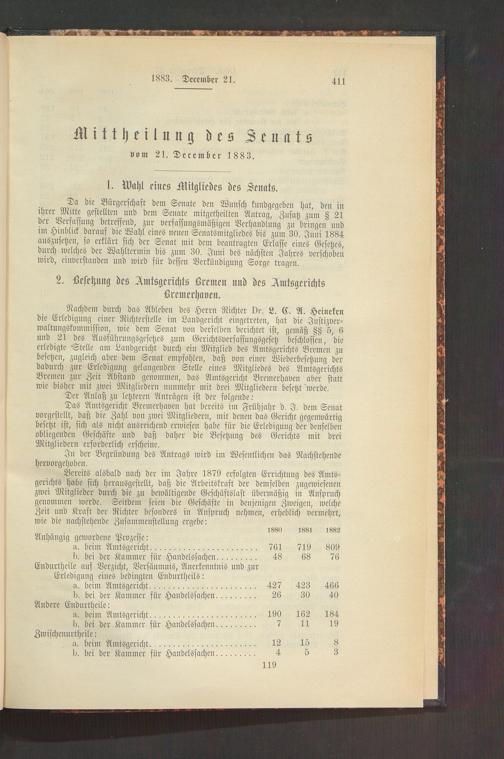 1883. December 21.
411
Mittheilung des Senats
vom 21. December 1883.
1. Wahl eines Mitgliedes des Senats.
Da die Bürgerschaft dem Senate den Wunsch kundgegeben hat, den in
ihrer Mitte gestellten und dem Senate mitgetheilten Antrag, Zusatz zum § 21
der Verfassung betreffend, zur verfassungsmäßigen Verhandlung zu bringen und
im Hinblick darauf die Wahl eines neuen Senatsmitgliedes bis zum 30. Juni 1884
auszusetzen, so erklärt sich der Senat mit dem beantragten Erlasse eines Gesetzes,
durch welches der Wahltermin bis zum 30. Juni des nächsten Jahres verschoben
wird, einverstanden und wird für dessen Verkündigung Sorge tragen.
2. Besetzung des Amtsgerichts Bremen und des Amtsgerichts
Bremerhaven.
Nachdem durch das Ableben des Herrn Richter Dr. L. C. A. Heineken
die Erledigung einer Richterstelle im Landgericht eingetreten, hat die Justizver-
waltungskommission, wie dem Senat von derselben berichtet ist, gemäß §§ 5, 6
und 21 des Ausführungsgesetzes zum Gerichtsverfassungsgesetz beschlossen, die
erledigte Stelle am Landgericht durch ein Mitglied des Amtsgerichts Bremen zu
besetzen, zugleich aber dem Senat empfohlen, daß von einer Wiederbesetzung der
dadurch zur Erledigung gelangenden Stelle eines Mitgliedes des Amtsgerichts
Bremen zur Zeit Abstand genommen, das Amtsgericht Bremerhaven aber statt
wie bisher mit zwei Mitgliedern nunmehr mit drei Mitgliedern besetzt werde.
Der Anlaß zu letzteren Anträgen ist der folgende:
Das Amtsgericht Bremerhaven hat bereits im Frühjahr d. J. dem Senat
vorgestellt, daß die Zahl von zwei Mitgliedern, mit denen das Gericht gegenwärtig
besetzt ist, sich als nicht ausreichend erwiesen habe für die Erledigung der denselben
obliegenden Geschäfte und daß daher die Besetzung des Gerichts mit drei
Mitgliedern erforderlich erscheine.
In der Begründung des Antrags wird im Wesentlichen das Nachstehende
hervorgehoben.
Bereits alsbald nach der im Jahre 1879 erfolgten Errichtung des Amts-
gerichts habe sich herausgestellt, daß die Arbeitskraft der demselben zugewiesenen
zwei Mitglieder durch die zu bewältigende Geschäftslast übermäßig in Anspruch
genommen werde. Seitdem seien die Geschäfte in denjenigen Zweigen, welche
Zeit und Kraft der Richter besonders in Anspruch nehmen, erheblich vermehrt,
wie die nachstehende Zusammenstellung ergebe:
1880 1881 1882
Anhängig gewordene Prozesse:
a. beim Amtsgericht........................ 761 719 809
b. bei der Kammer für Handelssachen......... 48 68 76
Endurtheile auf Verzicht, Versäumnis, Anerkenntnis und zur
Erledigung eines bedingten Endurtheils:
a. beim Amtsgericht........................ 427 423 466
b. bei der Kammer für Handelssachen......... 26 30 40
Andere Endurtheile:
a. beim Amtsgericht........................ 190 162 184
b. bei der Kammer für Handelssachen......... 7 11 19
Zwischenurtheile:
a. beim Amtsgericht........................ 12 15 8
b. bei der Kammer für Handelssachen......... 4 5 3
119